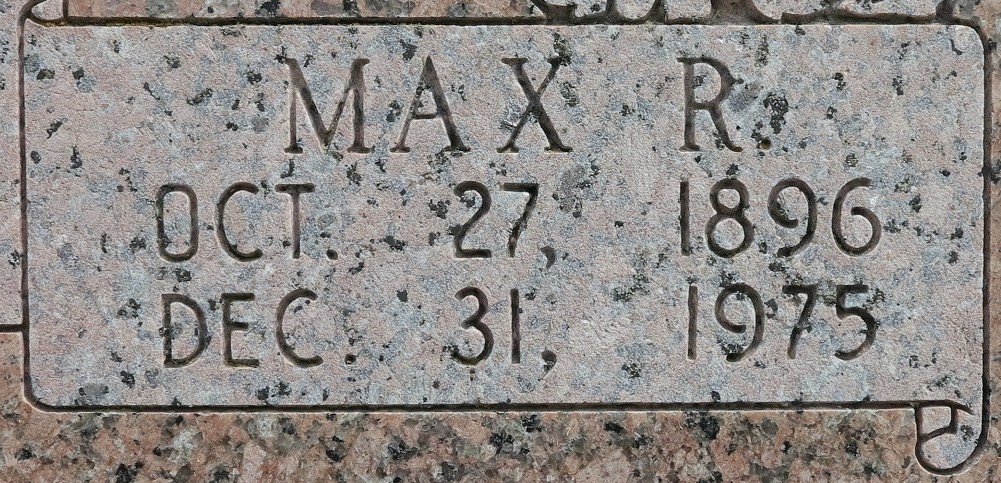 MAX R.
OCT. 27, 1896
DEC. 31, 1975